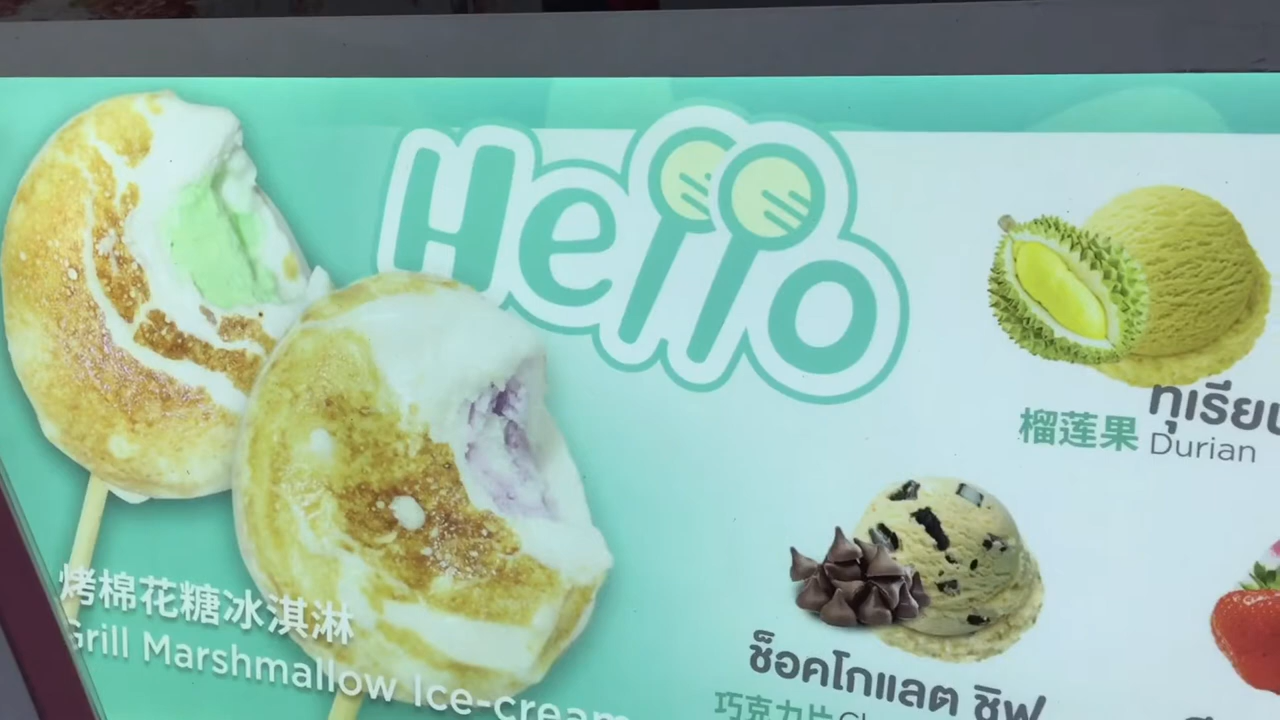 Hello
烤棉花糖冰淇淋
Grill Marshmallow Ice-cream
ทุเรียน
榴莲果 Durian
ช็อคโกแลต ชิฟ
巧克力片